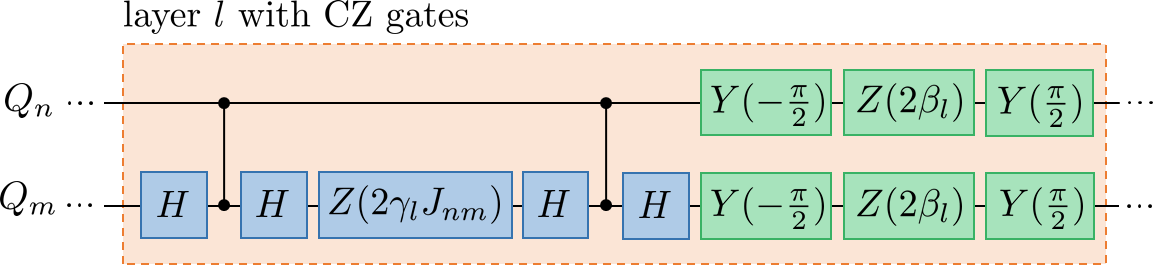 layer l with CZ gates
Qₙ ··· Y(−π/2) Z(2βₗ) Y(π/2) ···
Qₘ ··· H H Z(2γₗJₙₘ) H H Y(−π/2) Z(2βₗ) Y(π/2) ···